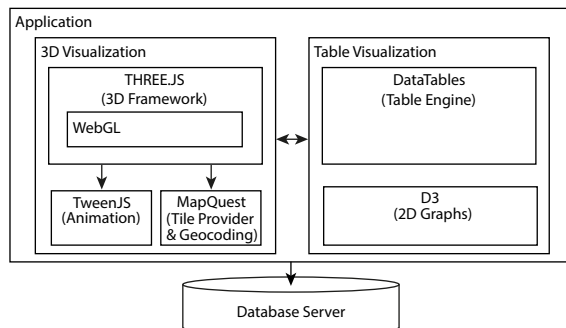 Application
3D Visualization
THREE.JS
(3D Framework)
WebGL
TweenJS
(Animation)
MapQuest
(Tile Provider
& Geocoding)
Table Visualization
DataTables
(Table Engine)
D3
(2D Graphs)
Database Server